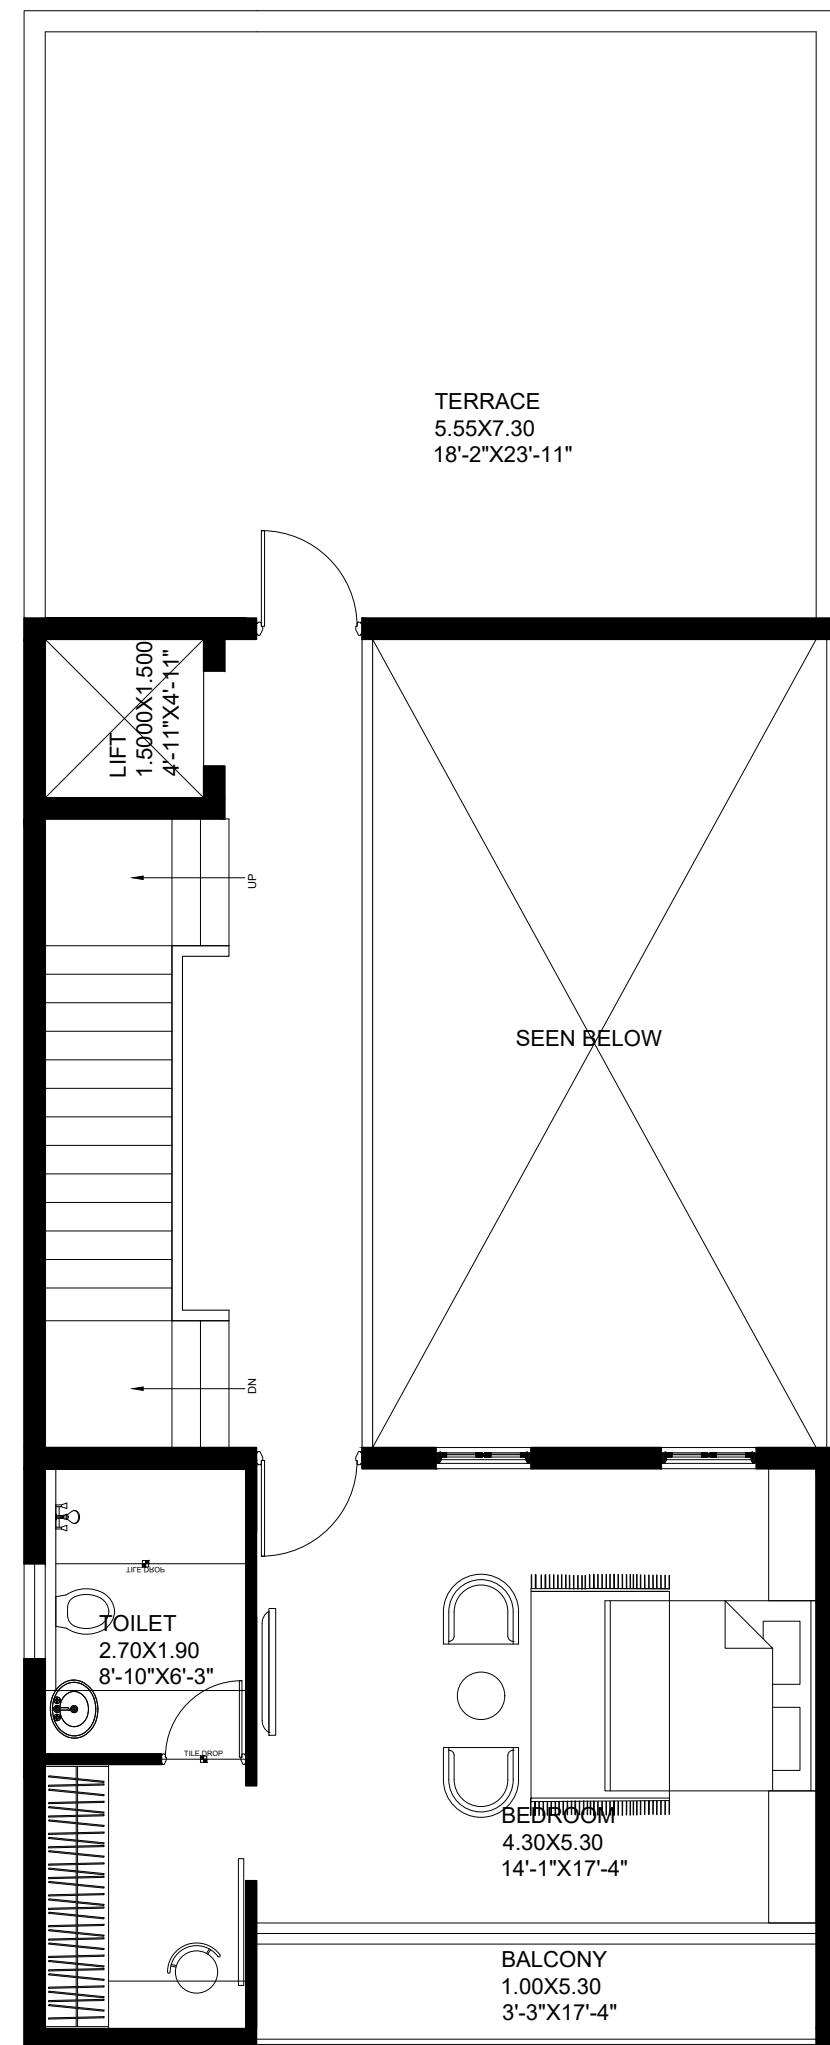 TERRACE
5.55X7.30
18'-2"X23'-11"
LIFT
1.5000X1.500
4'-11"X4'-11"
UP
SEEN BELOW
DN
TILE DROP
TOILET
2.70X1.90
8'-10"X6'-3"
TILE DROP
BEDROOM
4.30X5.30
14'-1"X17'-4"
BALCONY
1.00X5.30
3'-3"X17'-4"